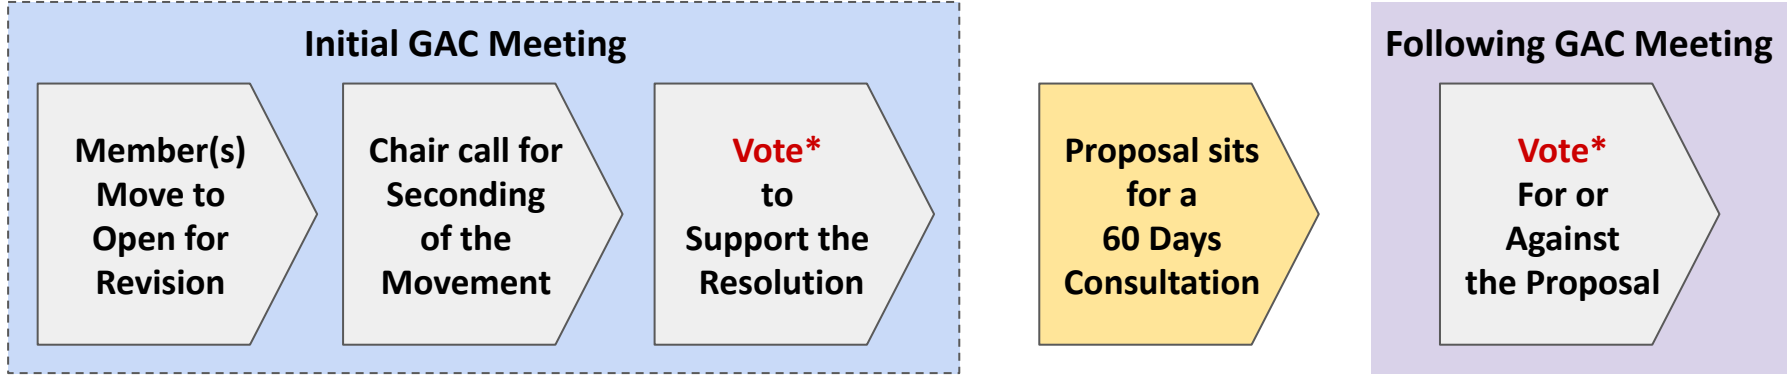 Initial GAC Meeting
Member(s)
Move to
Open for
Revision
Chair call for
Seconding
of the
Movement
Vote*
to
Support the
Resolution
Proposal sits
for a
60 Days
Consultation
Following GAC Meeting
Vote*
For or
Against
the Proposal